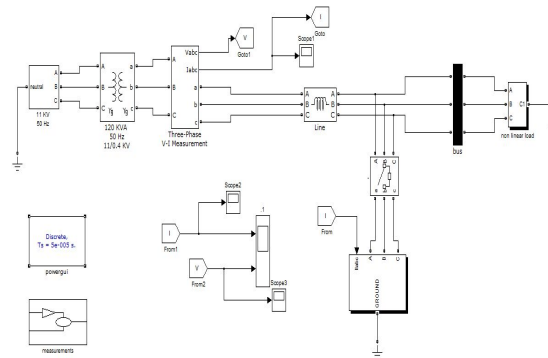 I
Goto
V
Goto1
Scope1
Vabc
Iabc
A
B
C
a
b
c
neutral
A
B
C
11 KV
50 Hz
A
B
C
a
b
c
Yg
Yg
120 KVA
50 Hz
11/0.4 KV
Three-Phase
V-I Measurement
A
B
C
A
B
C
Line
bus
A
B
C
C1
non linear load
A
B
C
a
b
c
Discrete,
Ts = 5e-005 s.
powergui
measurements
Scope2
I
From1
V
From2
.1
Scope3
I
From
A
B
C
GROUND